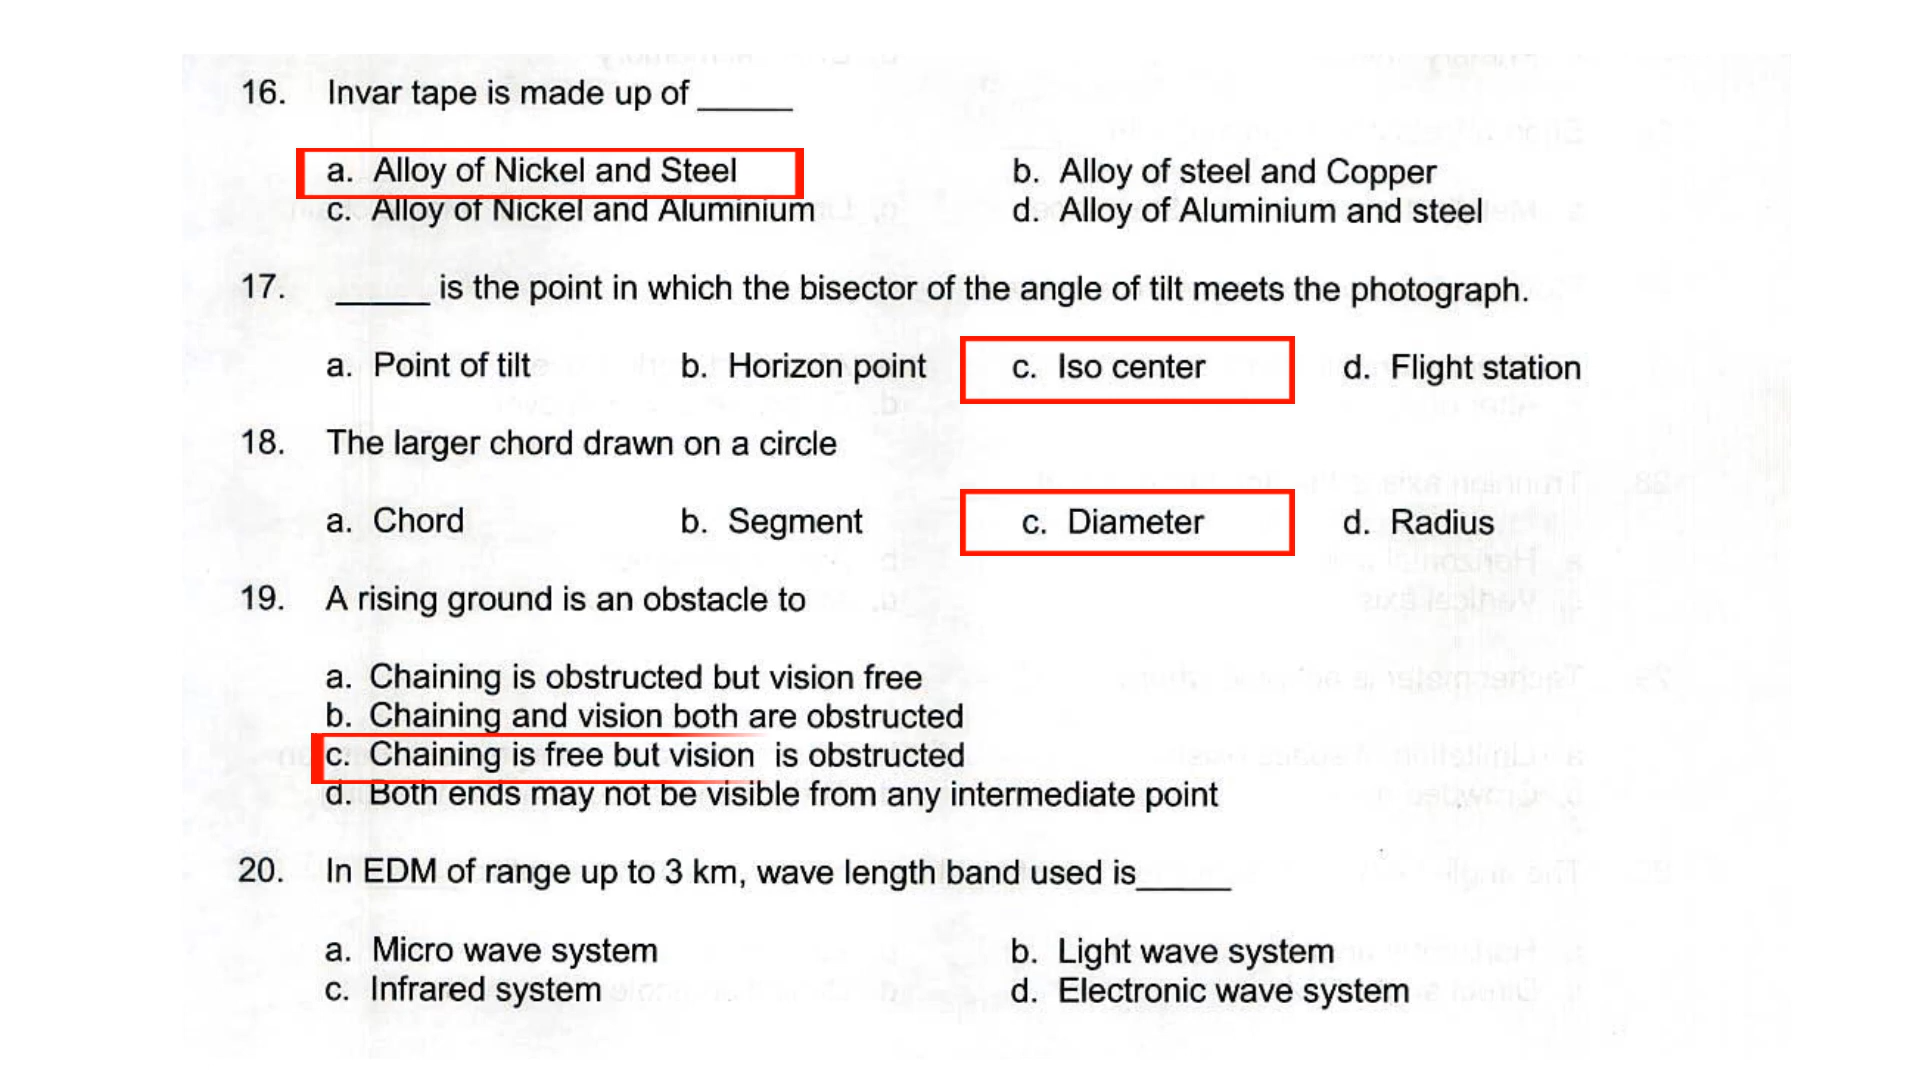 16. Invar tape is made up of _____
a. Alloy of Nickel and Steel b. Alloy of steel and Copper
c. Alloy of Nickel and Aluminium d. Alloy of Aluminium and steel
17. _____ is the point in which the bisector of the angle of tilt meets the photograph.
a. Point of tilt b. Horizon point c. Iso center d. Flight station
18. The larger chord drawn on a circle
a. Chord b. Segment c. Diameter d. Radius
19. A rising ground is an obstacle to
a. Chaining is obstructed but vision free
b. Chaining and vision both are obstructed
c. Chaining is free but vision is obstructed
d. Both ends may not be visible from any intermediate point
20. In EDM of range up to 3 km, wave length band used is_____
a. Micro wave system b. Light wave system
c. Infrared system d. Electronic wave system